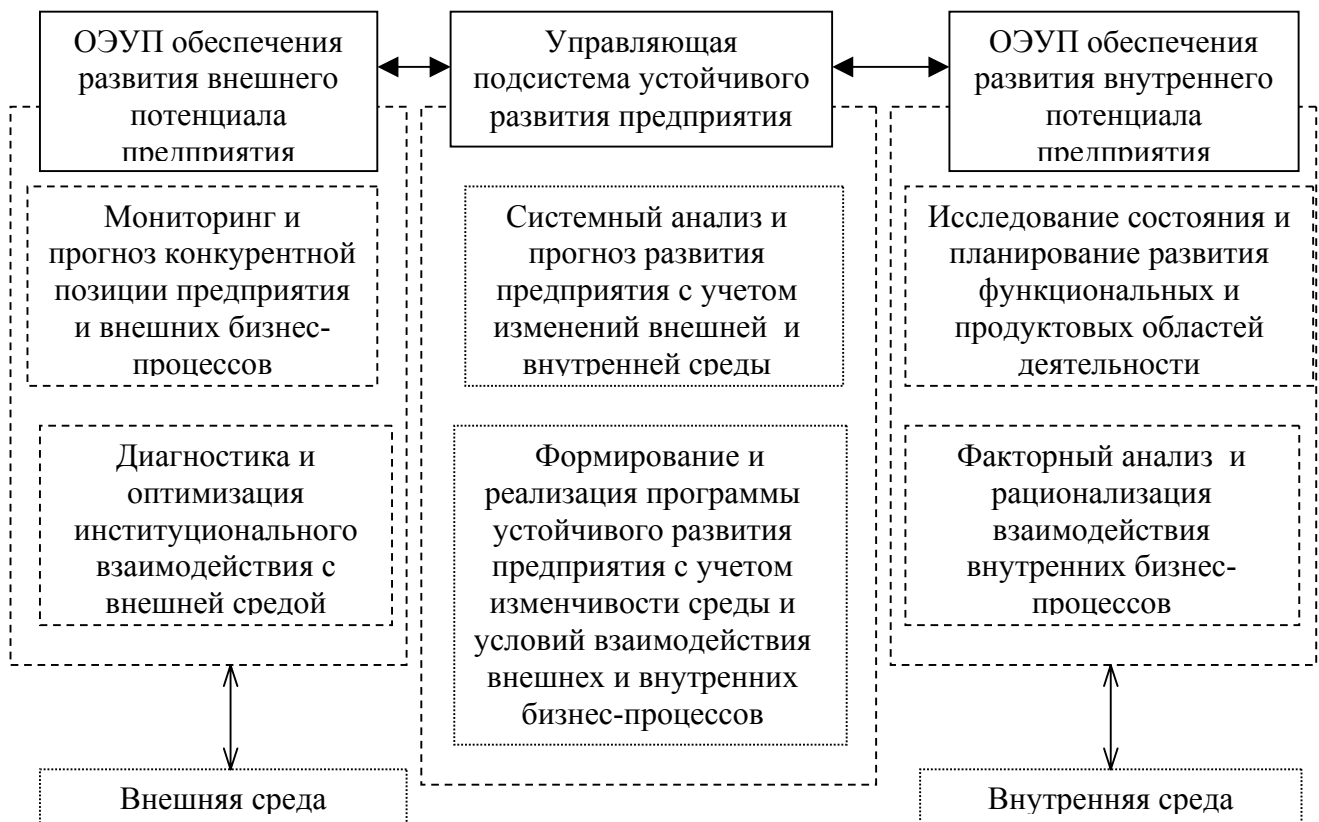 ОЭУП обеспечения
развития внешнего
потенциала
предприятия
Управляющая
подсистема устойчивого
развития предприятия
ОЭУП обеспечения
развития внутреннего
потенциала
предприятия
Мониторинг и
прогноз конкурентной
позиции предприятия
и внешних бизнес-
процессов
Системный анализ и
прогноз развития
предприятия с учетом
изменений внешней и
внутренней среды
Исследование состояния и
планирование развития
функциональных и
продуктовых областей
деятельности
Диагностика и
оптимизация
институционального
взаимодействия с
внешней средой
Формирование и
реализация программы
устойчивого развития
предприятия с учетом
изменчивости среды и
условий взаимодействия
внешнех и внутренних
бизнес-процессов
Факторный анализ и
рационализация
взаимодействия
внутренних бизнес-
процессов
Внешняя среда
Внутренняя среда